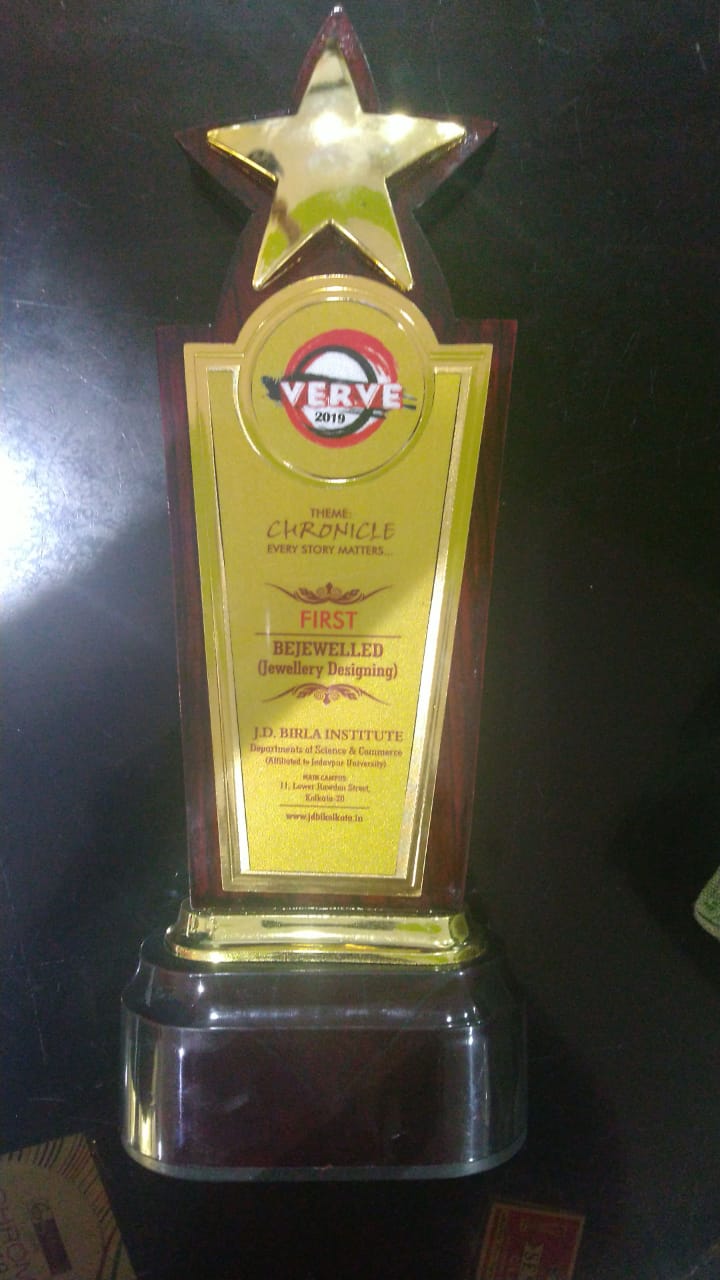 VERVE
2019
THEME:
CHRONICLE
EVERY STORY MATTERS...
FIRST
BEJEWELLED
(Jewellery Designing)
J.D. BIRLA INSTITUTE
Departments of Science & Commerce
(Affiliated to Jadavpur University)
MAIN CAMPUS:
11, Lower Rawdon Street,
Kolkata-20
www.jdbikolkata.in